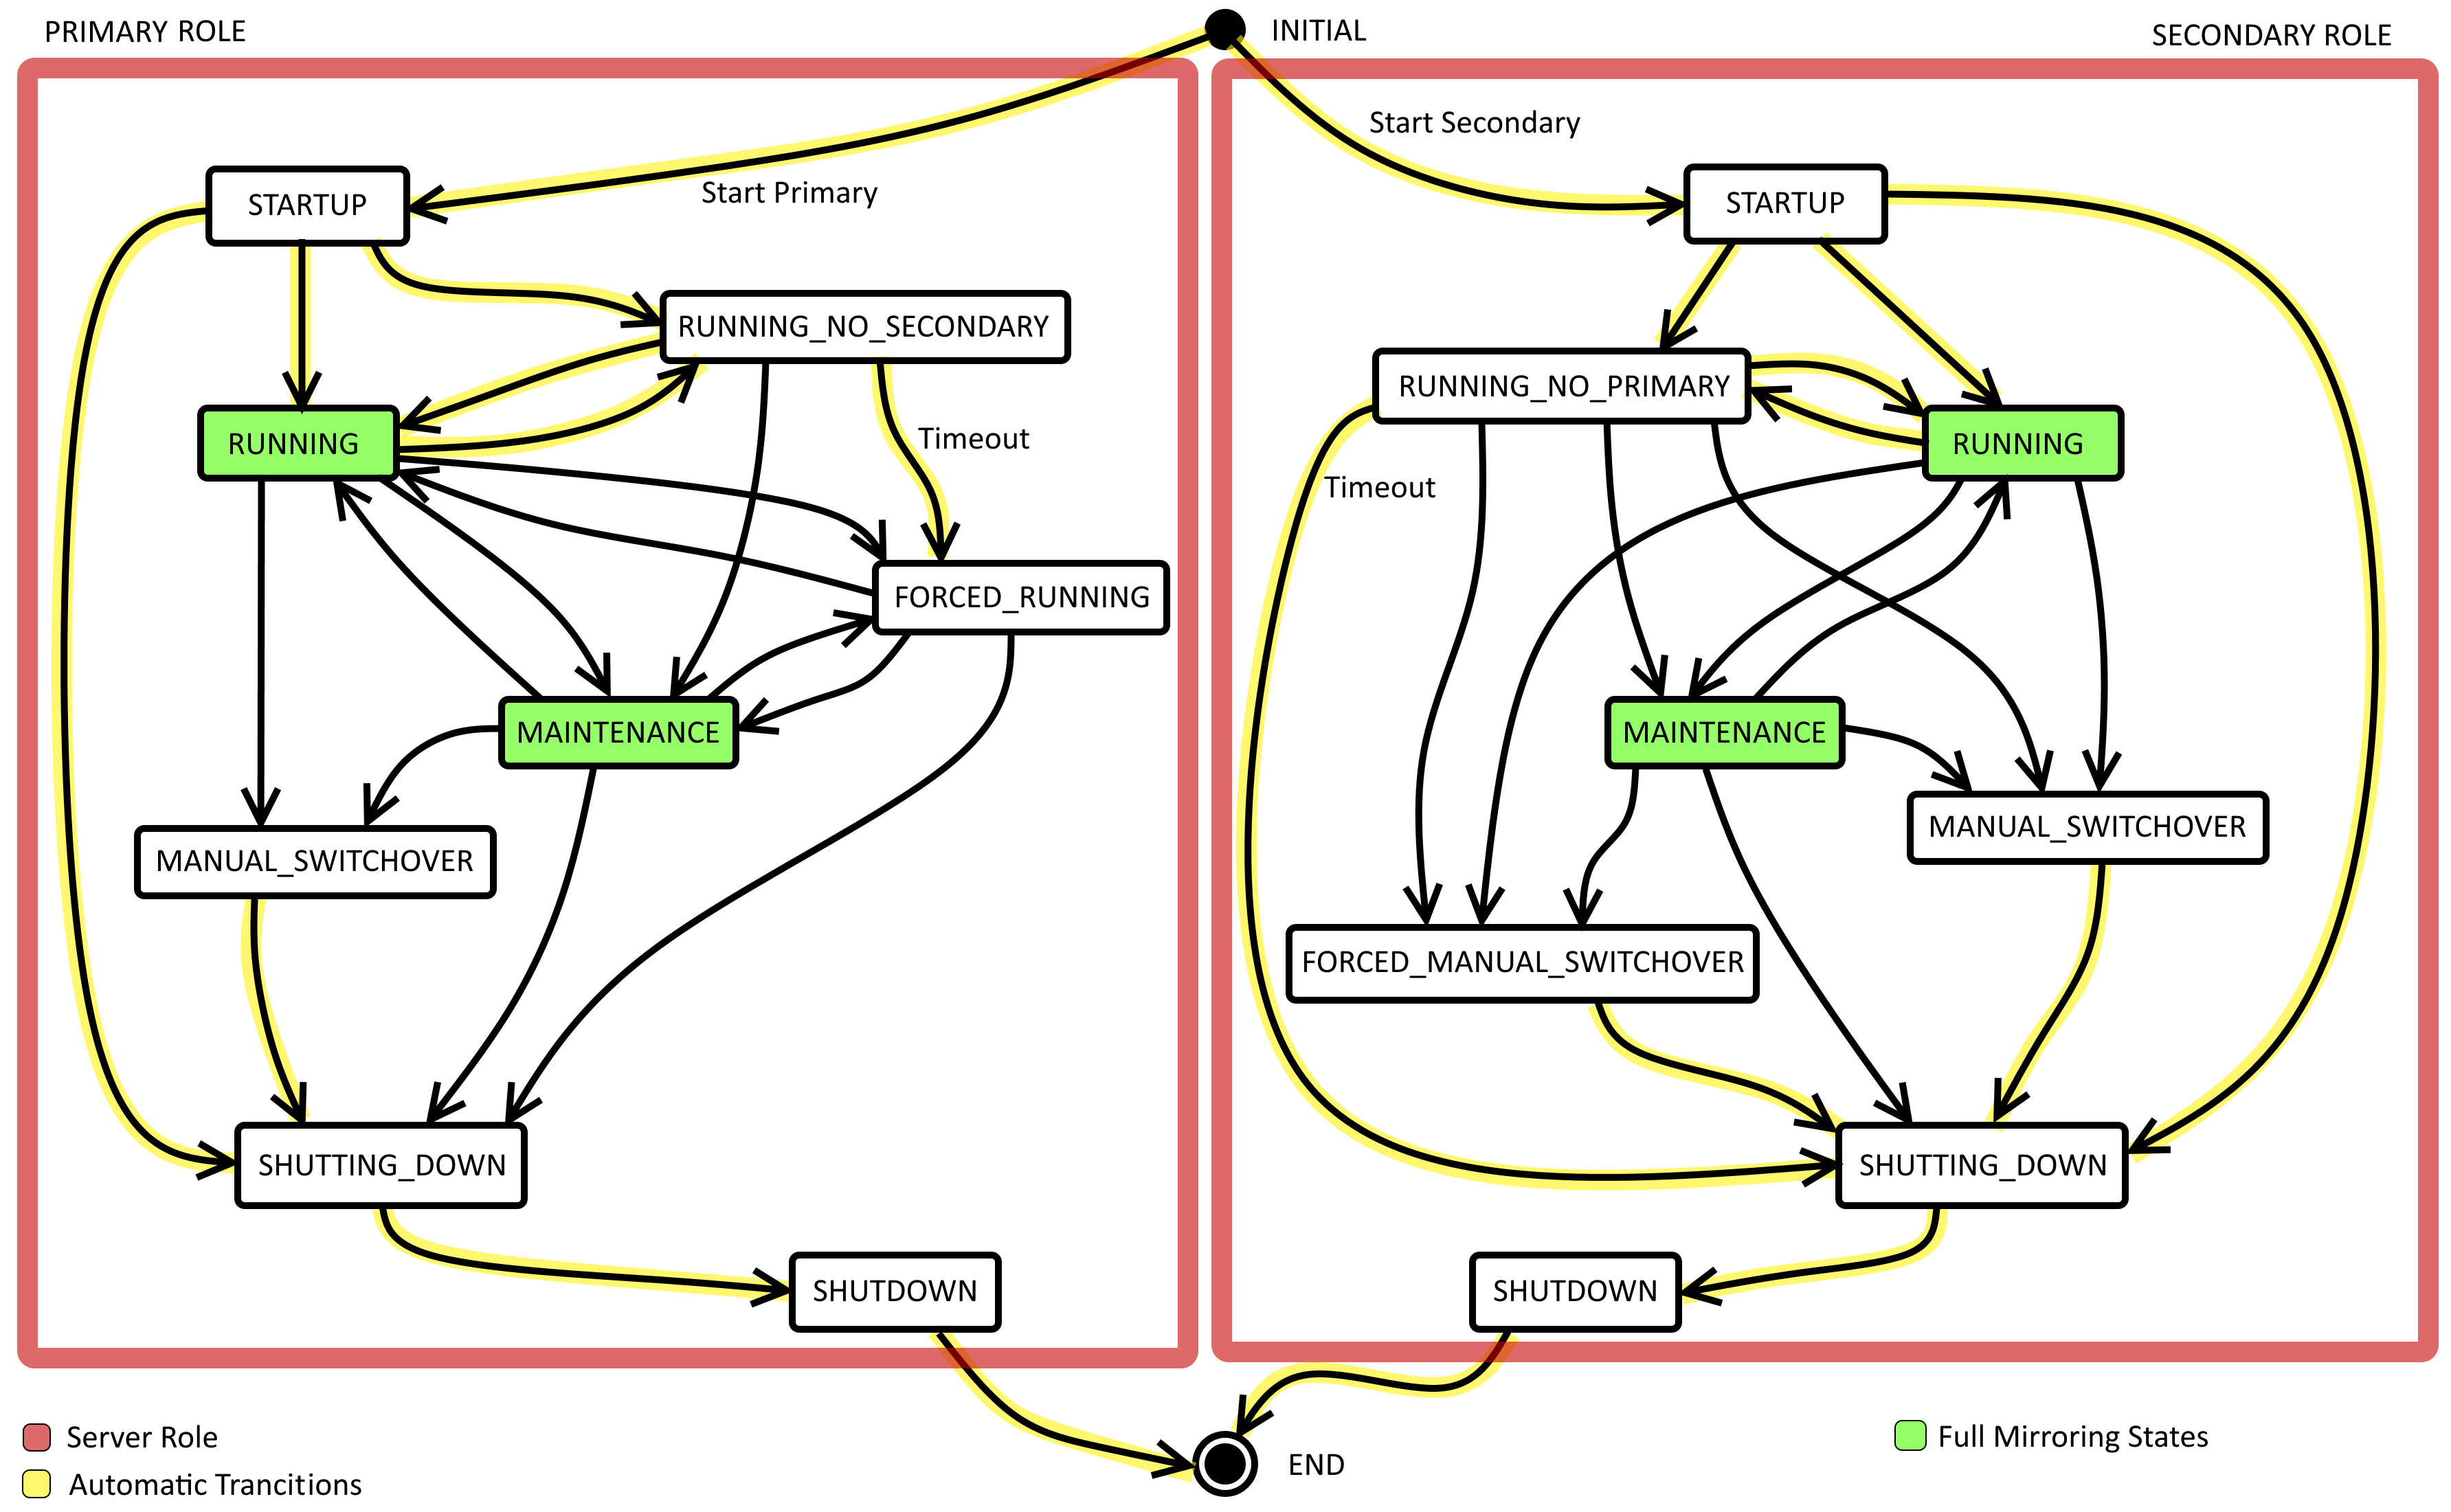 PRIMARY ROLE
INITIAL
SECONDARY ROLE
Start Primary
STARTUP
RUNNING_NO_SECONDARY
RUNNING
Timeout
FORCED_RUNNING
MAINTENANCE
MANUAL_SWITCHOVER
SHUTTING_DOWN
SHUTDOWN
Start Secondary
STARTUP
RUNNING_NO_PRIMARY
RUNNING
Timeout
MAINTENANCE
MANUAL_SWITCHOVER
FORCED_MANUAL_SWITCHOVER
SHUTTING_DOWN
SHUTDOWN
END
Server Role
Automatic Trancitions
Full Mirroring States